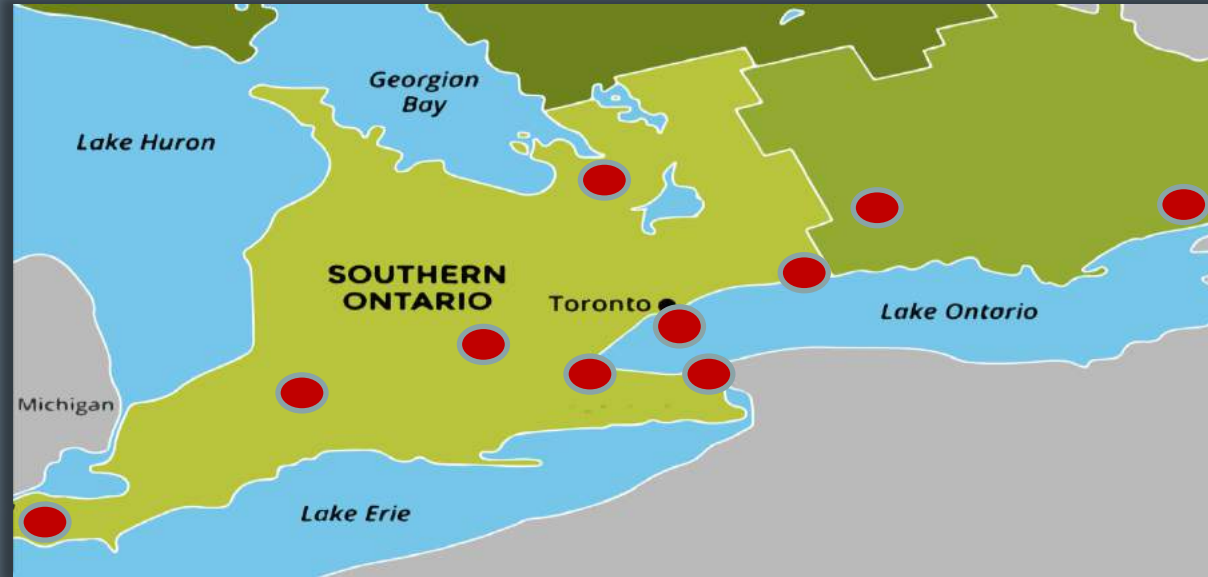 Georgian
Bay
Lake Huron
SOUTHERN
ONTARIO
Toronto
Lake Ontario
Michigan
Lake Erie